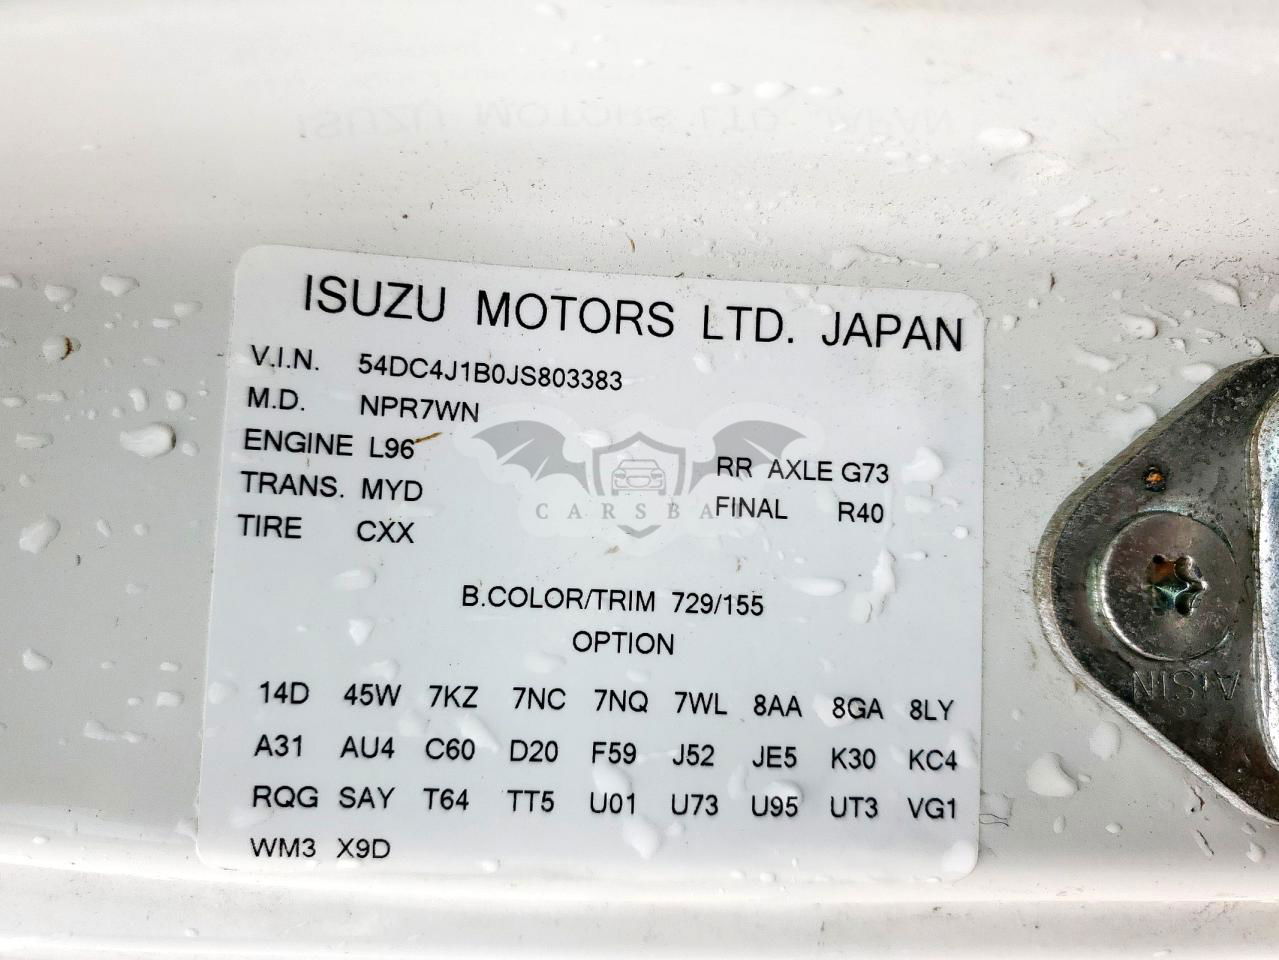 ISUZU MOTORS LTD. JAPAN
V.I.N. 54DC4J1B0JS803383
M.D. NPR7WN
ENGINE L96
RR AXLE G73
TRANS. MYD
FINAL R40
TIRE CXX
B.COLOR/TRIM 729/155
OPTION
14D 45W 7KZ 7NC 7NQ 7WL 8AA 8GA 8LY
A31 AU4 C60 D20 F59 J52 JE5 K30 KC4
RQG SAY T64 TT5 U01 U73 U95 UT3 VG1
WM3 X9D
AISIN